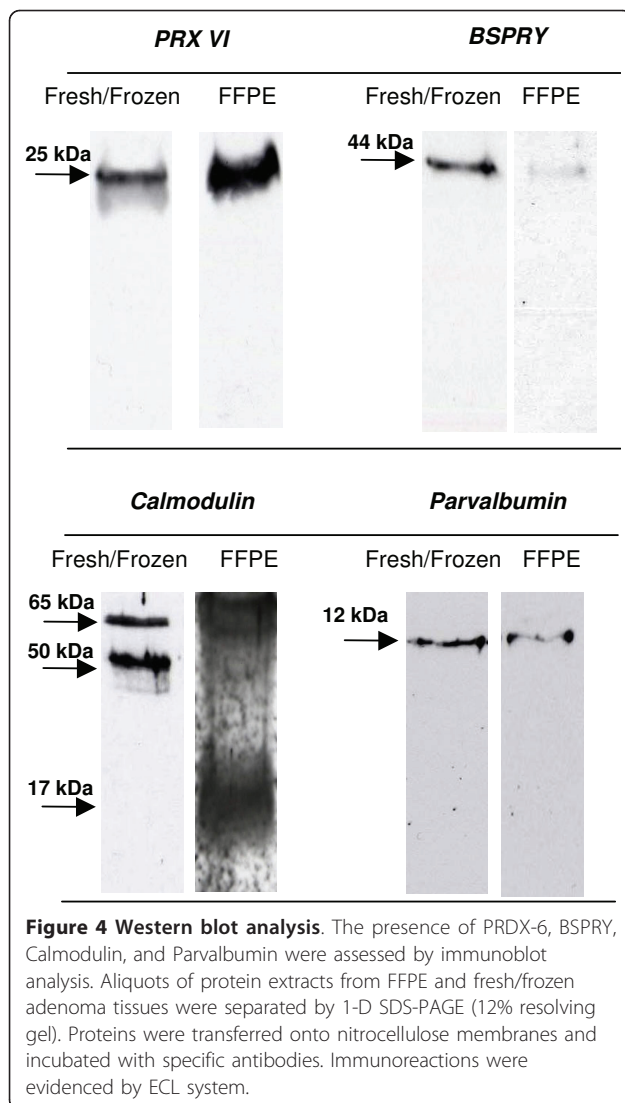 PRX VI BSPRY
Fresh/Frozen FFPE Fresh/Frozen FFPE
25 kDa 44 kDa
Calmodulin Parvalbumin
Fresh/Frozen FFPE Fresh/Frozen FFPE
65 kDa
12 kDa
50 kDa
17 kDa
Figure 4 Western blot analysis. The presence of PRDX-6, BSPRY,
Calmodulin, and Parvalbumin were assessed by immunoblot
analysis. Aliquots of protein extracts from FFPE and fresh/frozen
adenoma tissues were separated by 1-D SDS-PAGE (12% resolving
gel). Proteins were transferred onto nitrocellulose membranes and
incubated with specific antibodies. Immunoreactions were
evidenced by ECL system.